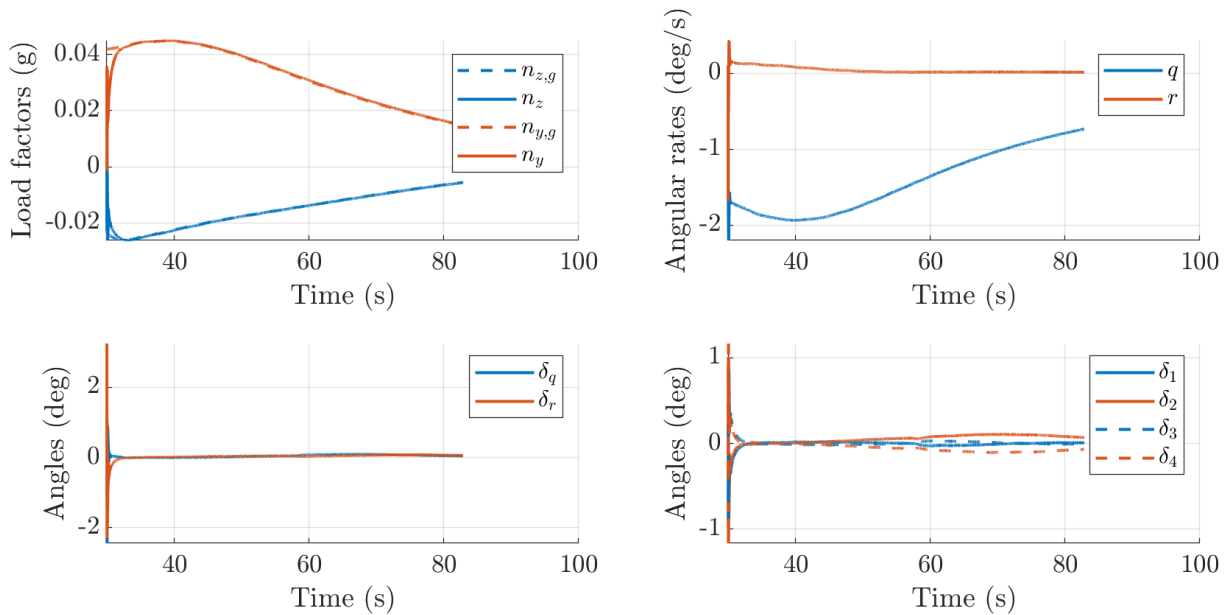 Load factors (g)
0.04
0.02
0
-0.02
n_{z,g}
n_z
n_{y,g}
n_y
40
60
80
100
Time (s)
Angular rates (deg/s)
0
-1
-2
q
r
40
60
80
100
Time (s)
Angles (deg)
2
0
-2
δ_q
δ_r
40
60
80
100
Time (s)
Angles (deg)
1
0
-1
δ_1
δ_2
δ_3
δ_4
40
60
80
100
Time (s)